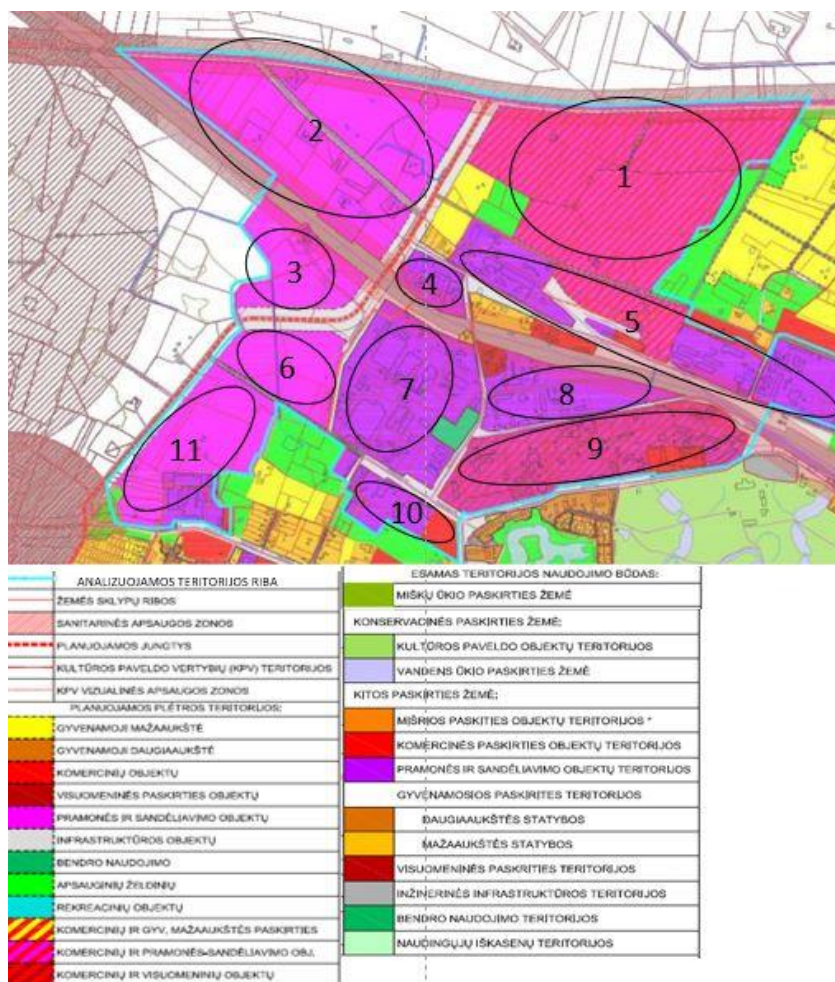 2
1
3
4
5
6
7
8
9
11
10
ANALIZUOJAMOS TERITORIJOS RIBA
ŽEMĖS SKLYPŲ RIBOS
SANITARINĖS APSAUGOS ZONOS
PLANUOJAMOS JUNGTYS
KULTŪROS PAVELDO VERTYBIŲ (KPV) TERITORIJOS
KPV VIZUALINĖS APSAUGOS ZONOS
PLANUOJAMOS PLĖTROS TERITORIJOS:
GYVENAMOJI MAŽAAUKŠTĖ
GYVENAMOJI DAUGIAAUKŠTĖ
KOMERCINIŲ OBJEKTŲ
VISUOMENINĖS PASKIRTIES OBJEKTŲ
PRAMONĖS IR SANDĖLIAVIMO OBJEKTŲ
INFRASTRUKTŪROS OBJEKTŲ
BENDRO NAUDOJIMO
APSAUGINIŲ ŽELDINIŲ
REKREACINIŲ OBJEKTŲ
KOMERCINIŲ IR GYV. MAŽAAUKŠTĖS PASKIRTIES
KOMERCINIŲ IR PRAMONĖS-SANDĖLIAVIMO OBJ.
KOMERCINIŲ IR VISUOMENINIŲ OBJEKTŲ
ESAMAS TERITORIJOS NAUDOJIMO BŪDAS:
MIŠKŲ ŪKIO PASKIRTIES ŽEMĖ
KONSERVACINĖS PASKIRTIES ŽEMĖ;
KULTŪROS PAVELDO OBJEKTŲ TERITORIJOS
VANDENS ŪKIO PASKIRTIES ŽEMĖ
KITOS PASKIRTIES ŽEMĖ;
MIŠRIOS PASKITIES OBJEKTŲ TERITORIJOS *
KOMERCINĖS PASKIRTIES OBJEKTŲ TERITORIJOS
PRAMONĖS IR SANDĖLIAVIMO OBJEKTŲ TERITORIJOS
GYVENAMOSIOS PASKIRITES TERITORIJOS
DAUGIAAUKŠTĖS STATYBOS
MAŽAAUKŠTĖS STATYBOS
VISUOMENINĖS PASKRITIES TERITORIJOS
INŽINERINĖS INFRASTRUKTŪROS TERITORIJOS
BENDRO NAUDOJIMO TERITORIJOS
NAUDINGŲJŲ IŠKASENŲ TERITORIJOS